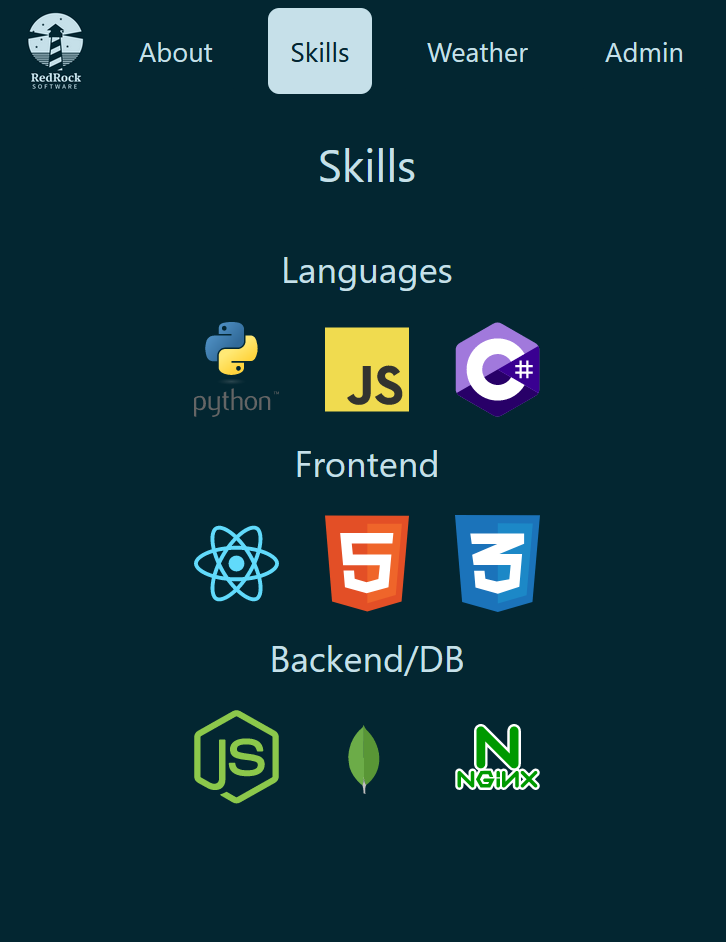 RedRock
SOFTWARE
About
Skills
Weather
Admin
Skills
Languages
python™
JS
C#
Frontend
5
3
Backend/DB
JS
N
NGiNX